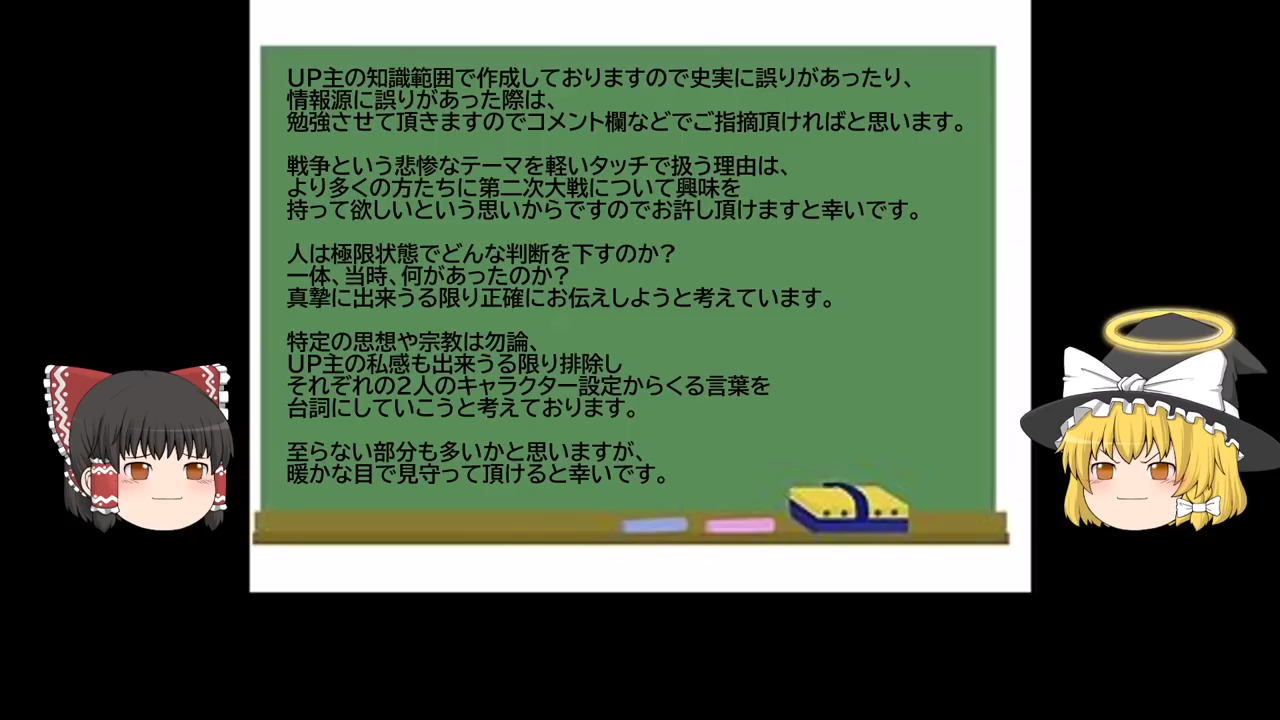 UP主の知識範囲で作成しておりますので史実に誤りがあったり、
情報源に誤りがあった際は、
勉強させて頂きますのでコメント欄などでご指摘頂ければと思います。
戦争という悲惨なテーマを軽いタッチで扱う理由は、
より多くの方たちに第二次大戦について興味を
持って欲しいという思いからですのでお許し頂けますと幸いです。
人は極限状態でどんな判断を下すのか？
一体、当時、何があったのか？
真摯に出来うる限り正確にお伝えしようと考えています。
特定の思想や宗教は勿論、
UP主の私感も出来うる限り排除し
それぞれの2人のキャラクター設定からくる言葉を
台詞にしていこうと考えております。
至らない部分も多いかと思いますが、
暖かな目で見守って頂けると幸いです。